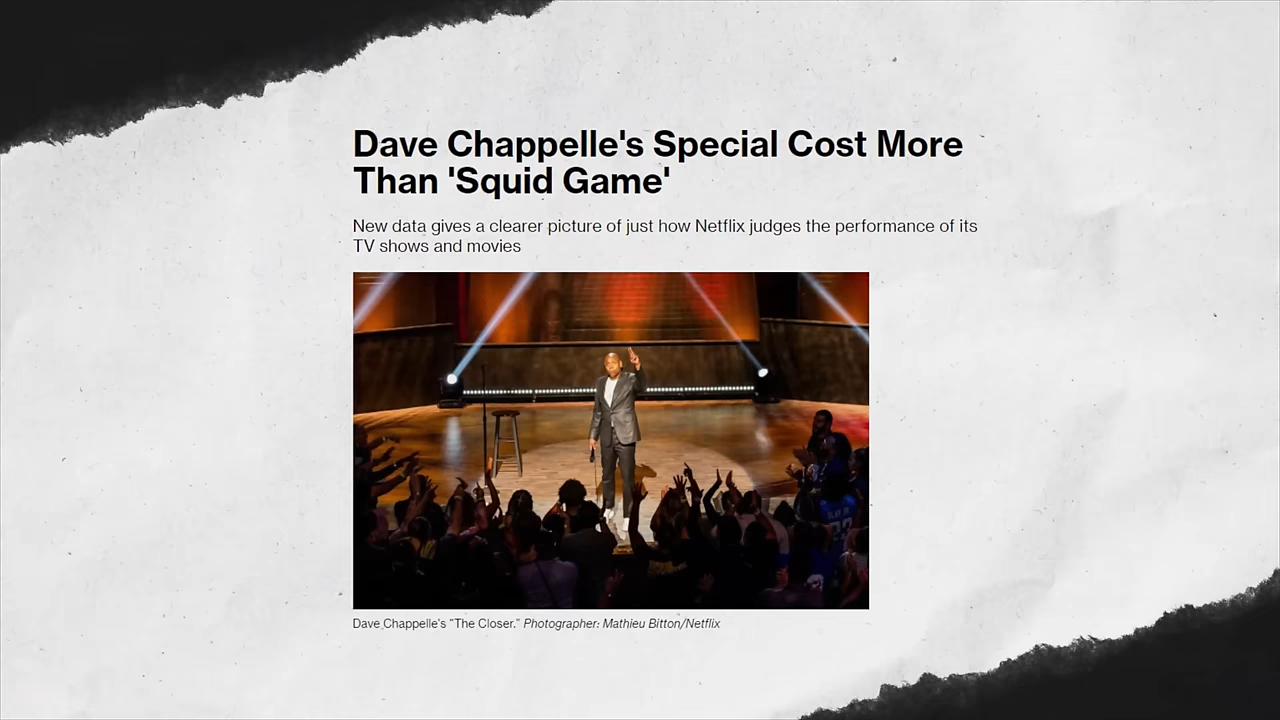 Dave Chappelle's Special Cost More
Than 'Squid Game'
New data gives a clearer picture of just how Netflix judges the performance of its
TV shows and movies
Dave Chappelle's “The Closer.” Photographer: Mathieu Bitton/Netflix